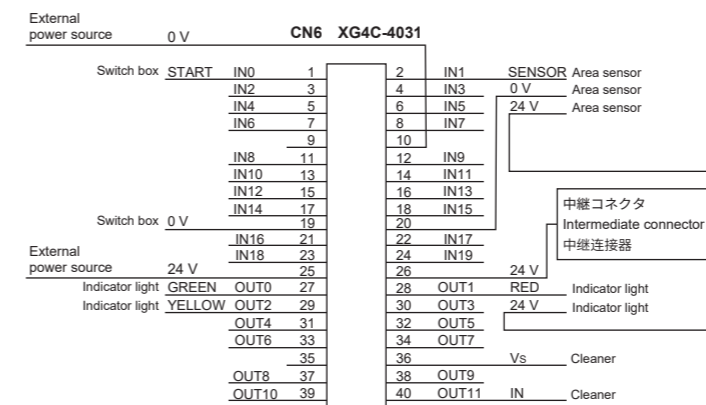 External
power source 0 V CN6 XG4C-4031
Switch box START IN0 1 2 IN1 SENSOR Area sensor
IN2 3 4 IN3 0 V Area sensor
IN4 5 6 IN5 24 V Area sensor
IN6 7 8 IN7
9 10
IN8 11 12 IN9
IN10 13 14 IN11
IN12 15 16 IN13
IN14 17 18 IN15
Switch box 0 V 19 20
IN16 21 22 IN17
IN18 23 24 IN19
中継コネクタ
Intermediate connector
中继连接器
External
power source 24 V 25 26 24 V
Indicator light GREEN OUT0 27 28 OUT1 RED Indicator light
Indicator light YELLOW OUT2 29 30 OUT3 24 V Indicator light
OUT4 31 32 OUT5
OUT6 33 34 OUT7
35 36 Vs Cleaner
OUT8 37 38 OUT9
OUT10 39 40 OUT11 IN Cleaner